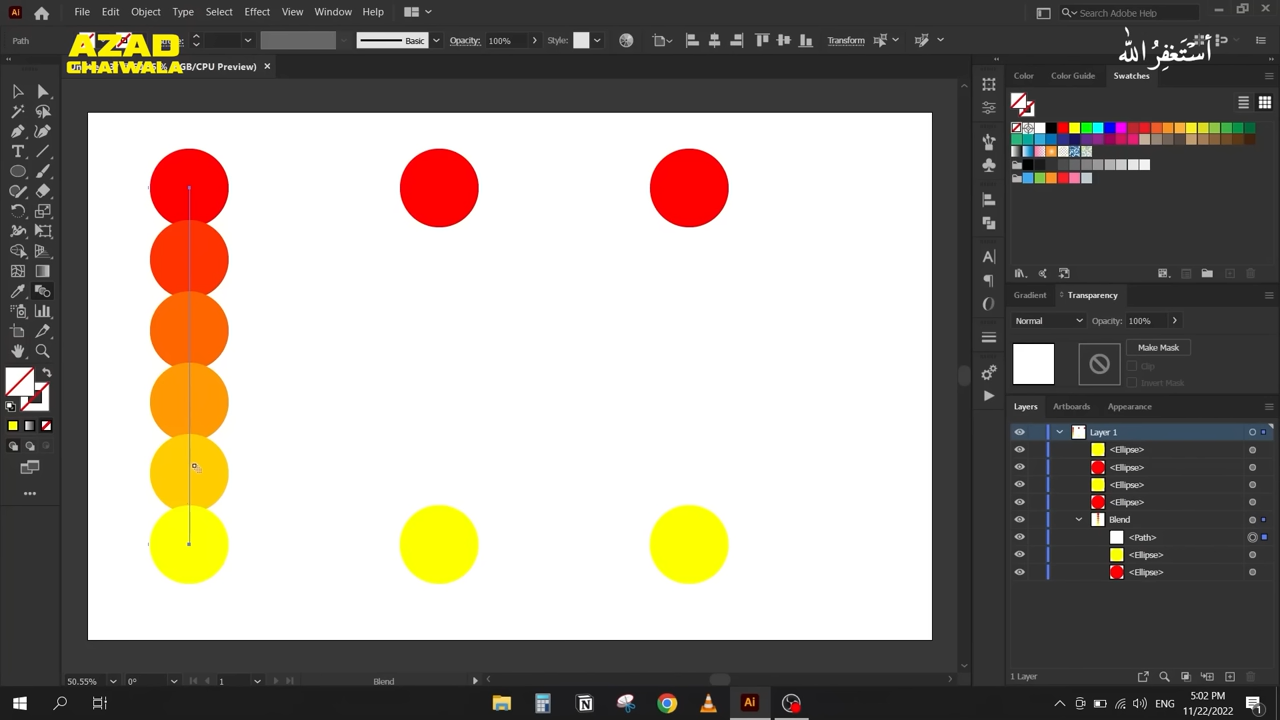 Ai
File Edit Object Type Select Effect View Window Help
Search Adobe Help
Path
Basic
Opacity: 100%
Style:
Transform
AZAD
CHAIWALA
أستغفر الله
GB/CPU Preview)
Color Color Guide Swatches
Gradient Transparency
Normal
Opacity: 100%
Make Mask
Clip
Invert Mask
Layers Artboards Appearance
Layer 1
<Ellipse>
<Ellipse>
<Ellipse>
<Ellipse>
Blend
<Path>
<Ellipse>
<Ellipse>
50.55% 0° 1 Blend
1 Layer
Ai
ENG
5:02 PM
11/22/2022
1